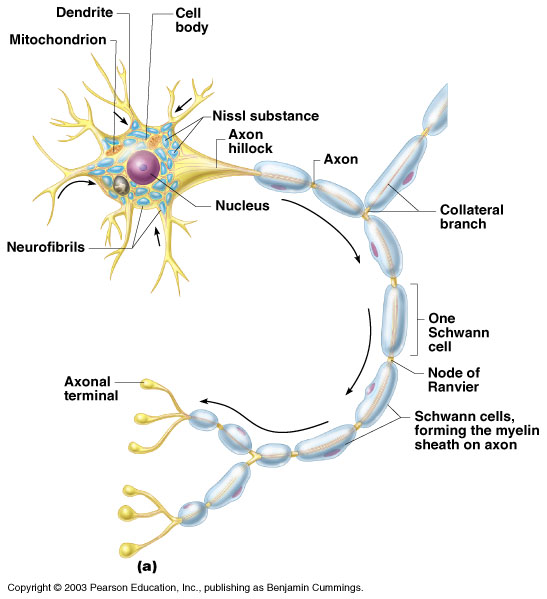 Dendrite
Cell
body
Mitochondrion
Nissl substance
Axon
hillock
Axon
Nucleus
Collateral
branch
Neurofibrils
One
Schwann
cell
Node of
Ranvier
Axonal
terminal
Schwann cells,
forming the myelin
sheath on axon
(a)
Copyright © 2003 Pearson Education, Inc., publishing as Benjamin Cummings.